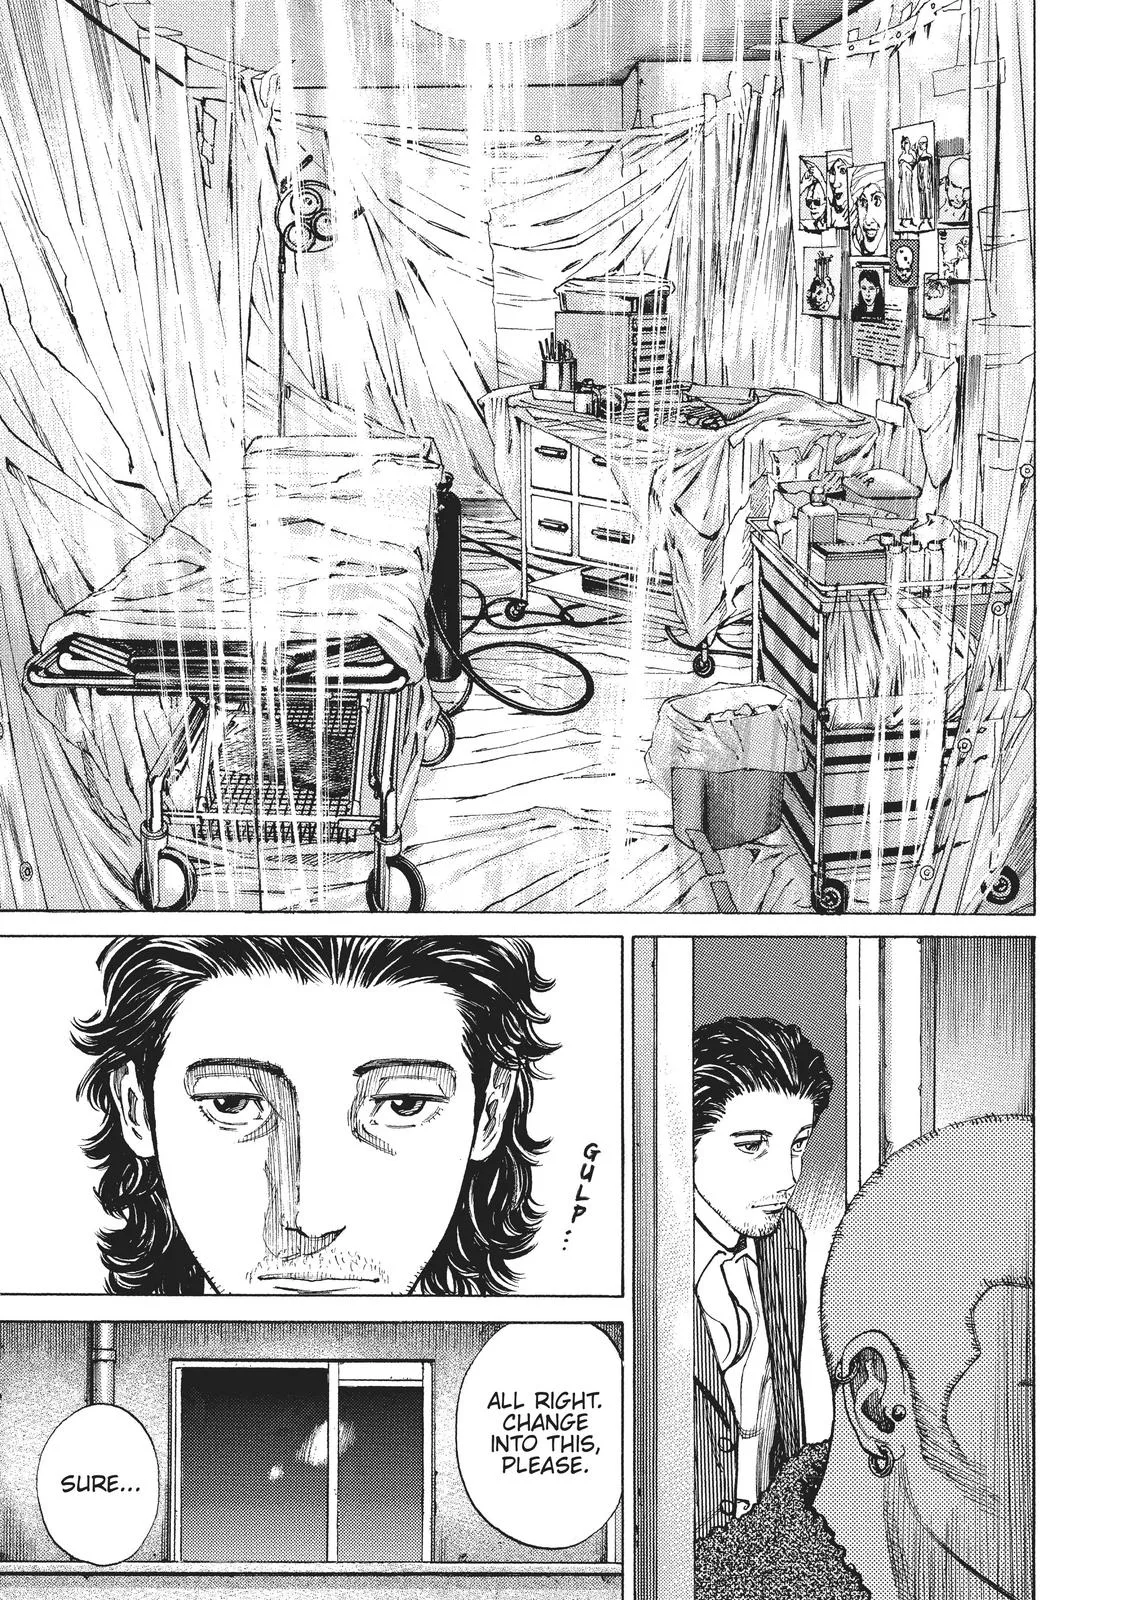 GULP...
ALL RIGHT.
CHANGE
INTO THIS,
PLEASE.
SURE...